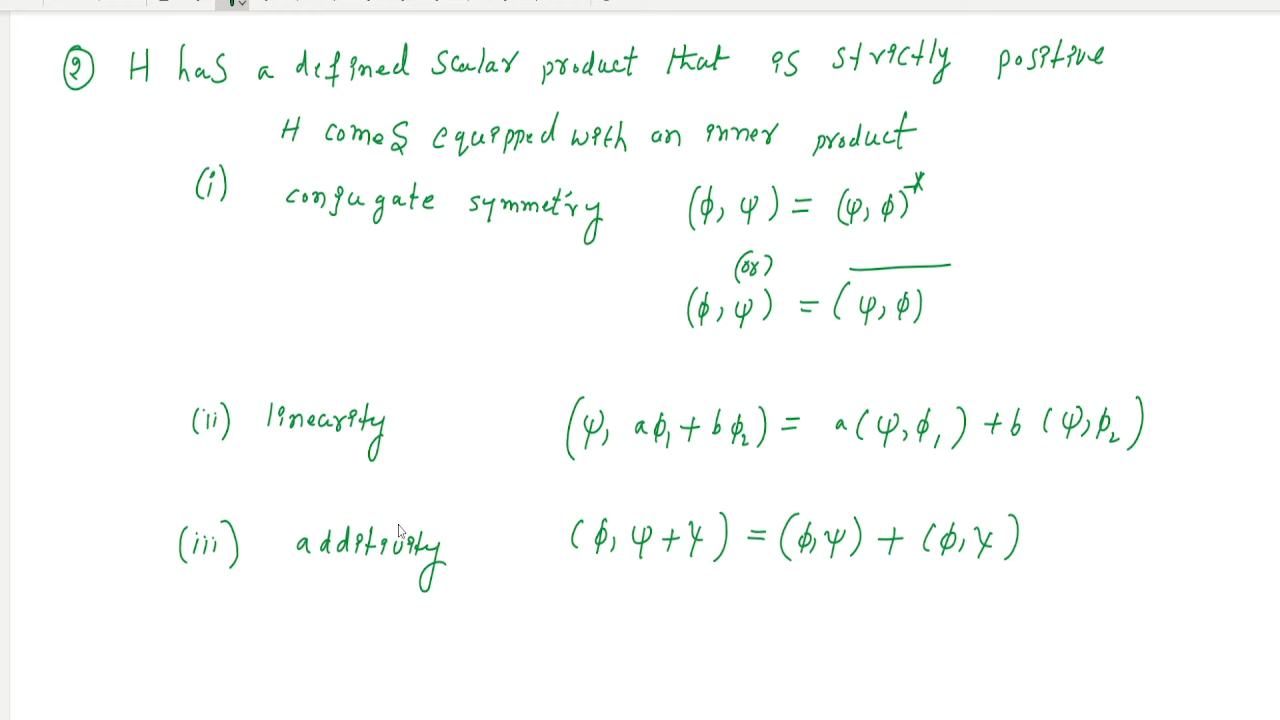 ② H has a defined scalar product that is strictly positive
H comes equipped with an inner product
(i) conjugate symmetry (ϕ, ψ) = (ψ, ϕ)*
(or)
(ϕ, ψ) = \overline{(ψ, ϕ)}
(ii) linearity (ψ, aϕ₁ + bϕ₂) = a(ψ, ϕ₁) + b(ψ, ϕ₂)
(iii) additivity (ϕ, ψ + χ) = (ϕ, ψ) + (ϕ, χ)